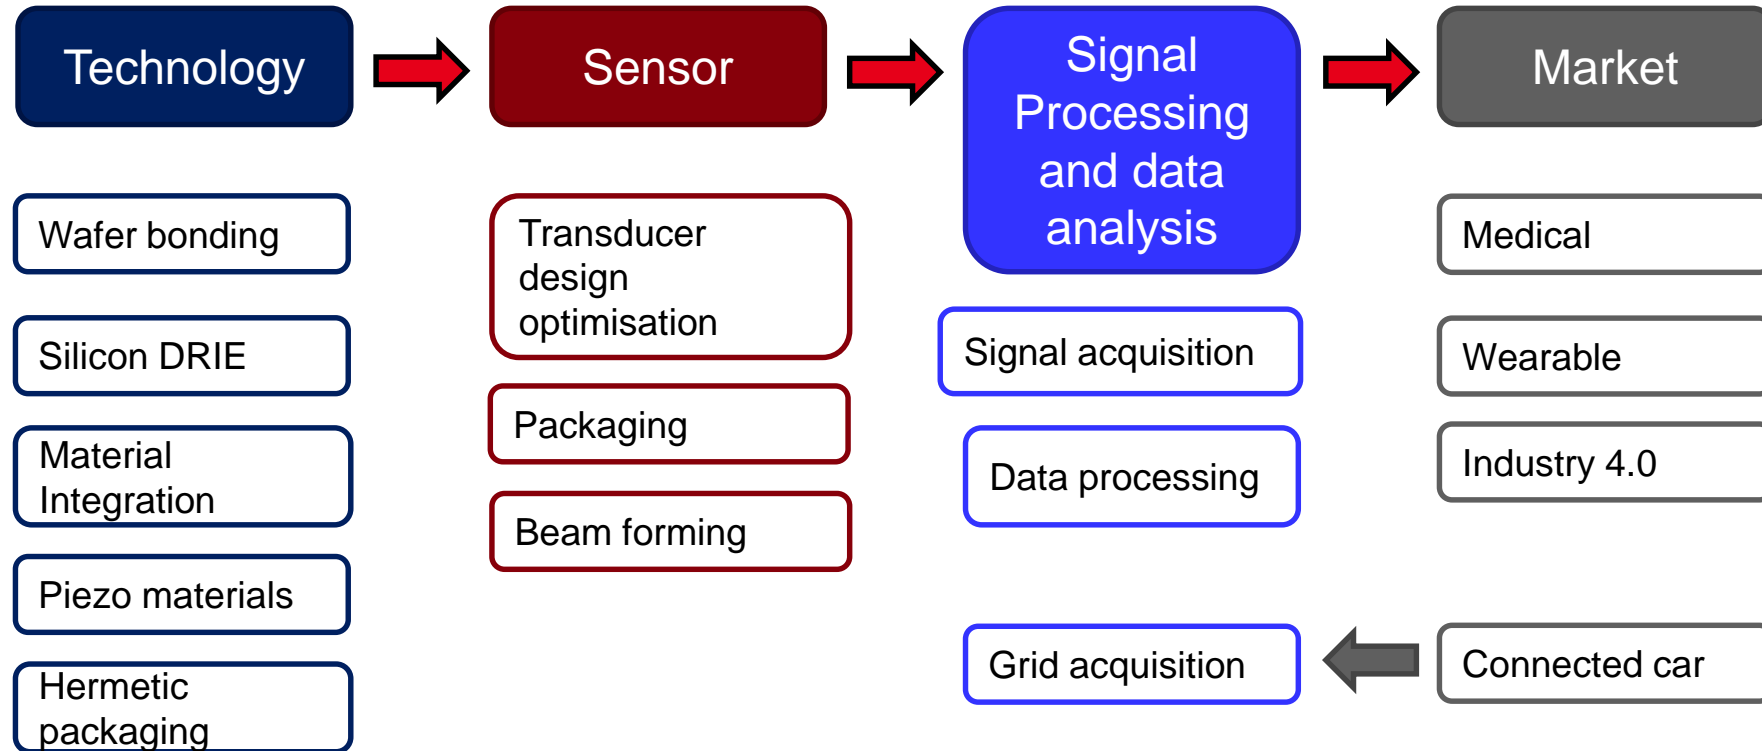 Technology
Sensor
Signal
Processing
and data
analysis
Market
Wafer bonding
Silicon DRIE
Material
Integration
Piezo materials
Hermetic
packaging
Transducer
design
optimisation
Packaging
Beam forming
Signal acquisition
Data processing
Grid acquisition
Medical
Wearable
Industry 4.0
Connected car